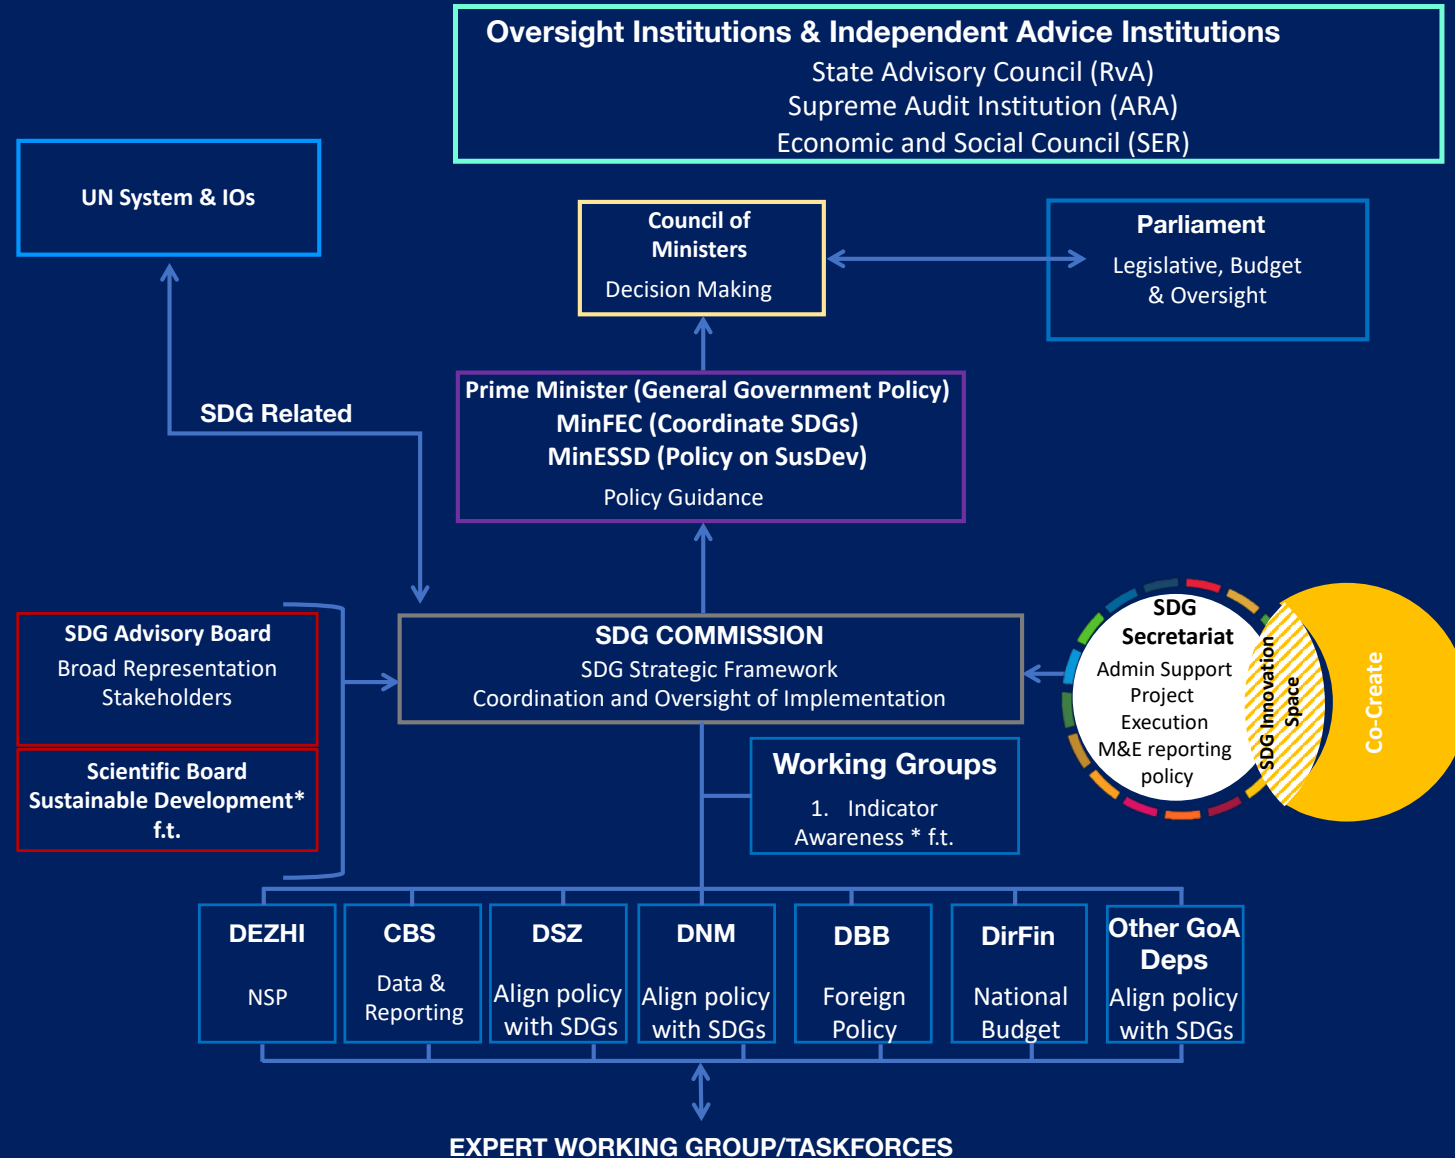 Oversight Institutions & Independent Advice Institutions
State Advisory Council (RvA)
Supreme Audit Institution (ARA)
Economic and Social Council (SER)
UN System & IOs
Council of
Ministers
Decision Making
Parliament
Legislative, Budget
& Oversight
Prime Minister (General Government Policy)
MinFEC (Coordinate SDGs)
MinESSD (Policy on SusDev)
Policy Guidance
SDG Related
SDG Advisory Board
Broad Representation
Stakeholders
Scientific Board
Sustainable Development*
f.t.
SDG COMMISSION
SDG Strategic Framework
Coordination and Oversight of Implementation
SDG
Secretariat
Admin Support
Project
Execution
M&E reporting
policy
SDG Innovation
Space
Co-Create
Working Groups
1. Indicator
Awareness * f.t.
DEZHI
NSP
CBS
Data &
Reporting
DSZ
Align policy
with SDGs
DNM
Align policy
with SDGs
DBB
Foreign
Policy
DirFin
National
Budget
Other GoA
Deps
Align policy
with SDGs
EXPERT WORKING GROUP/TASKFORCES